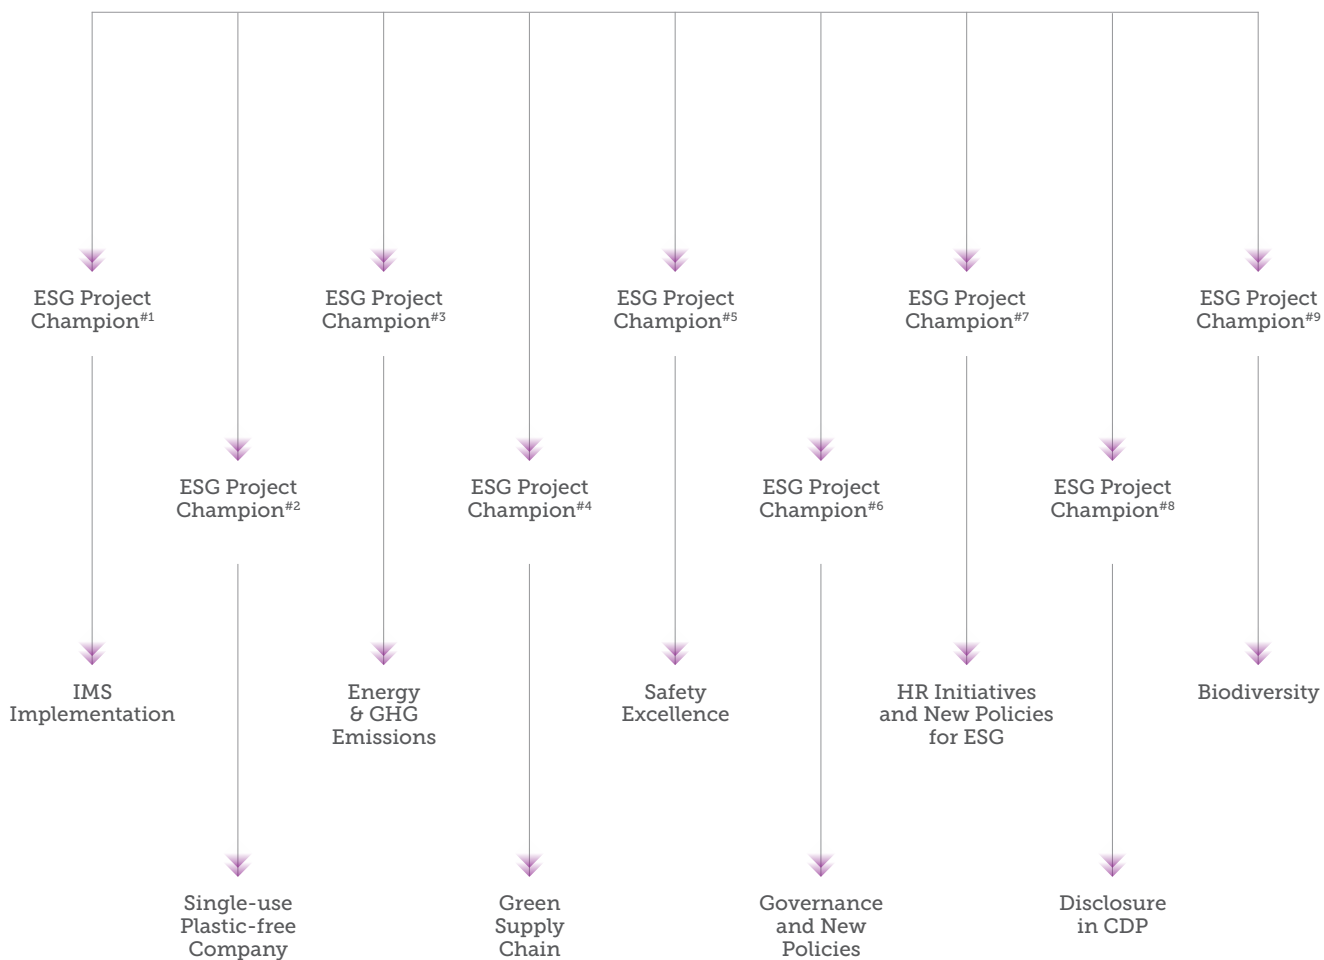 ESG Project
Champion#1
ESG Project
Champion#3
ESG Project
Champion#5
ESG Project
Champion#7
ESG Project
Champion#9
ESG Project
Champion#2
ESG Project
Champion#4
ESG Project
Champion#6
ESG Project
Champion#8
IMS
Implementation
Energy
& GHG
Emissions
Safety
Excellence
HR Initiatives
and New Policies
for ESG
Biodiversity
Single-use
Plastic-free
Company
Green
Supply
Chain
Governance
and New
Policies
Disclosure
in CDP